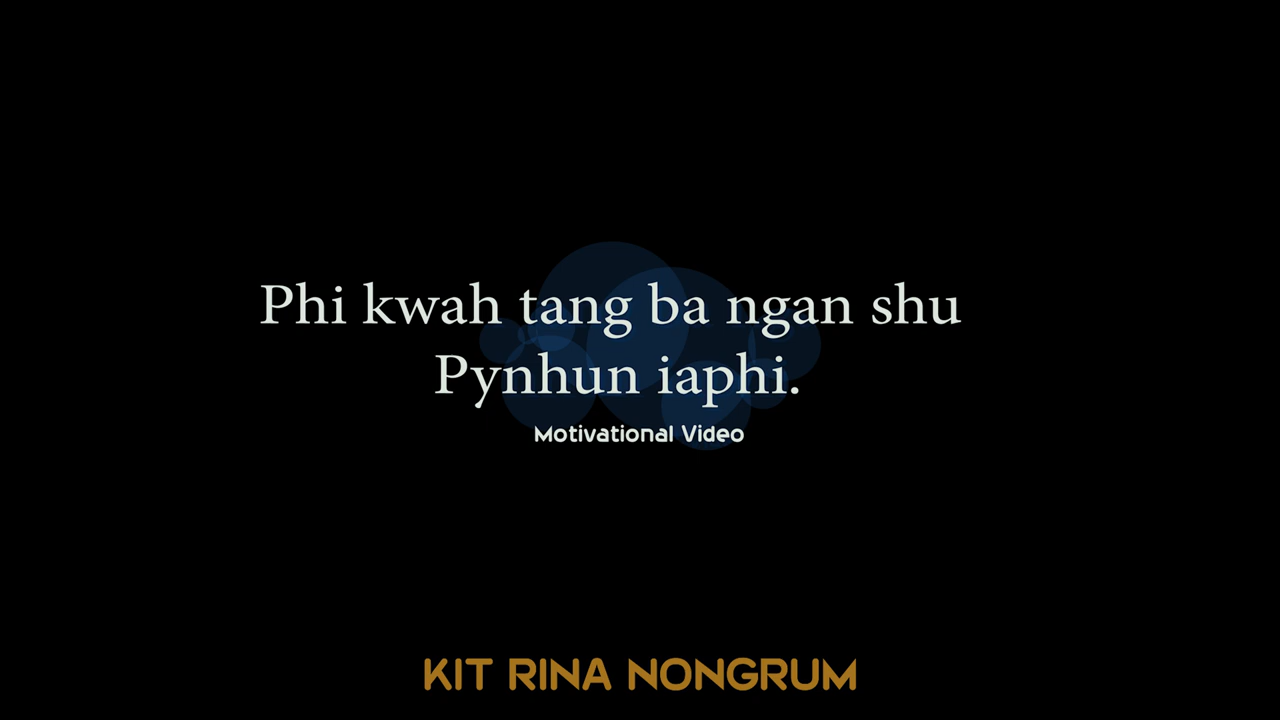 Phi kwah tang ba ngan shu
Pynhun iaphi.
Motivational Video
KIT RINA NONGRUM